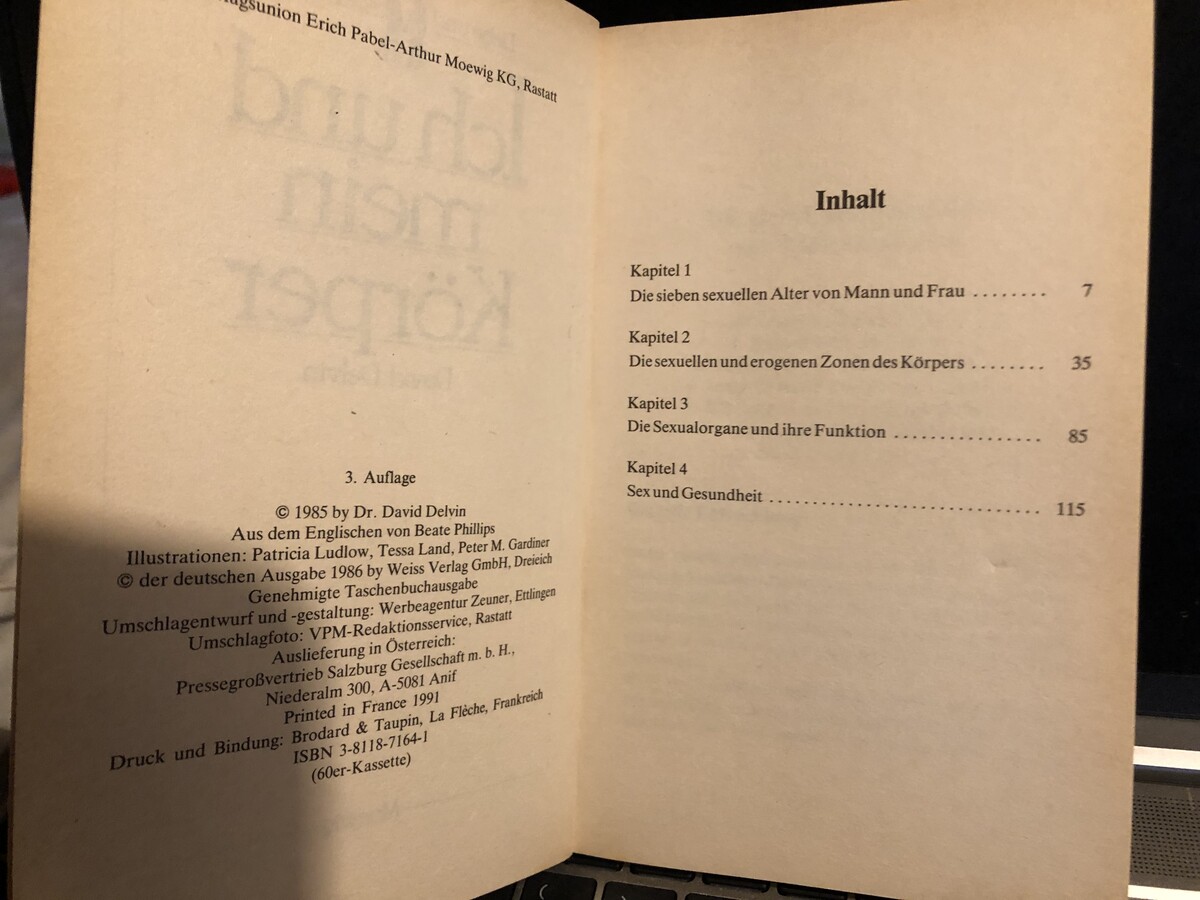 Erich Pabel-Arthur Moewig KG, Rastatt
3. Auflage
© 1985 by Dr. David Delvin
Aus dem Englischen von Beate Phillips
Illustrationen: Patricia Ludlow, Tessa Land, Peter M. Gardiner
© der deutschen Ausgabe 1986 by Weiss Verlag GmbH, Dreieich
Genehmigte Taschenbuchausgabe
Umschlagentwurf und -gestaltung: Werbeagentur Zeuner, Ettlingen
Umschlagfoto: VPM-Redaktionsservice, Rastatt
Auslieferung in Österreich:
Pressegroßvertrieb Salzburg Gesellschaft m. b. H.,
Niederalm 300, A-5081 Anif
Printed in France 1991
Druck und Bindung: Brodard & Taupin, La Flèche, Frankreich
ISBN 3-8118-7164-1
(60er-Kassette)
Inhalt
Kapitel 1
Die sieben sexuellen Alter von Mann und Frau ........ 7
Kapitel 2
Die sexuellen und erogenen Zonen des Körpers ........ 35
Kapitel 3
Die Sexualorgane und ihre Funktion ................ 85
Kapitel 4
Sex und Gesundheit ............................... 115
Ich und
mein
Körper